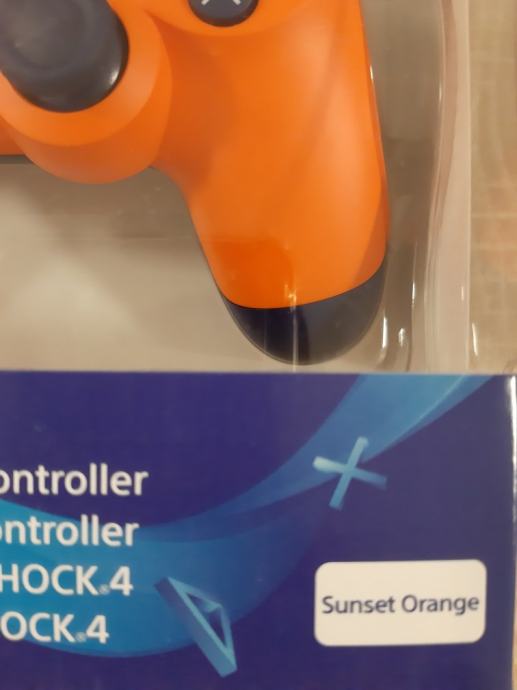 ontroller
ontroller
HOCK®4
OCK®4
Sunset Orange